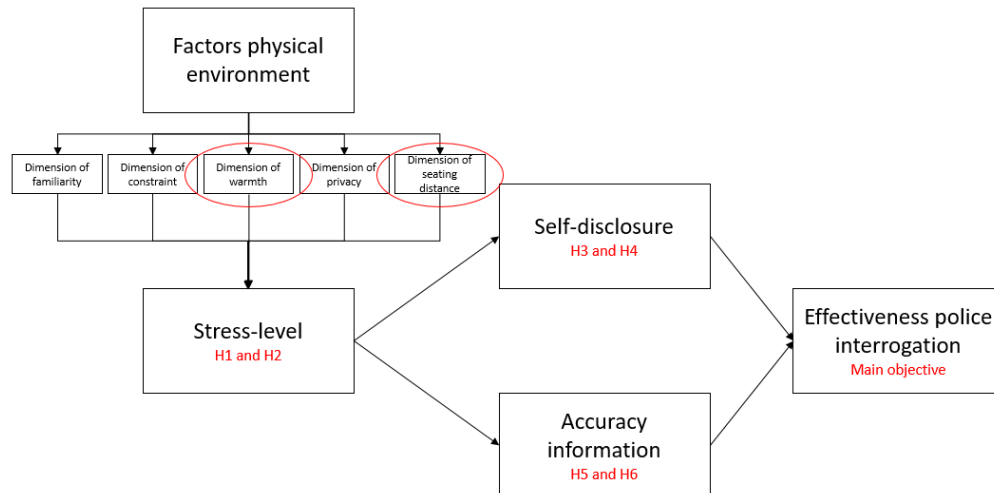 Factors physical
environment
Dimension of
familiarity
Dimension of
constraint
Dimension of
warmth
Dimension of
privacy
Dimension of
seating
distance
Self-disclosure
H3 and H4
Stress-level
H1 and H2
Effectiveness police
interrogation
Main objective
Accuracy
information
H5 and H6